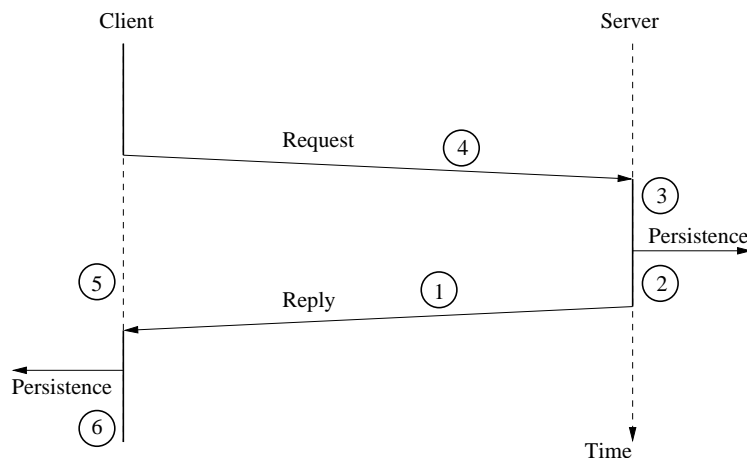 Client
Server
Request
4
3
Persistence
5
2
Reply
1
Persistence
6
Time